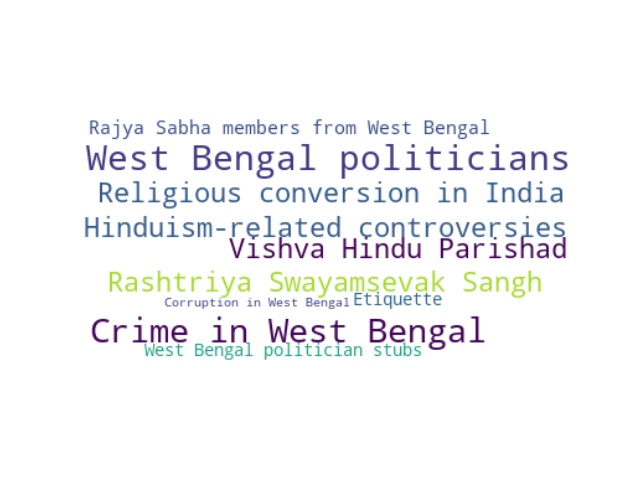 Rajya Sabha members from West Bengal
West Bengal politicians
Religious conversion in India
Hinduism-related controversies
Vishva Hindu Parishad
Rashtriya Swayamsevak Sangh
Corruption in West Bengal
Etiquette
Crime in West Bengal
West Bengal politician stubs